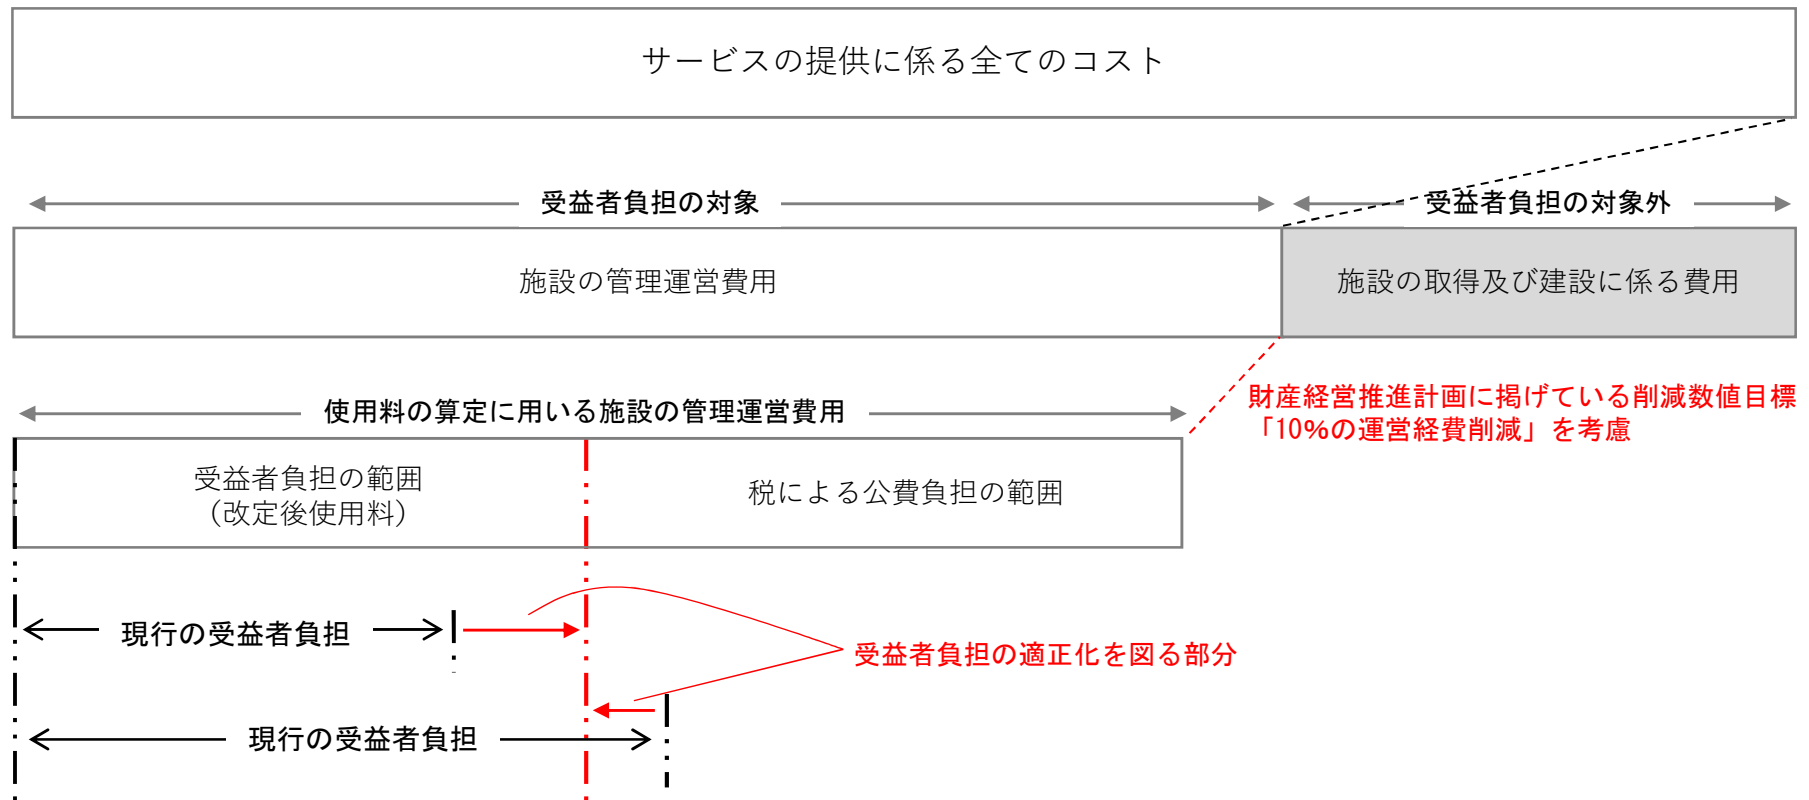 サービスの提供に係る全てのコスト
受益者負担の対象
受益者負担の対象外
施設の管理運営費用
施設の取得及び建設に係る費用
使用料の算定に用いる施設の管理運営費用
財産経営推進計画に掲げている削減数値目標
「10%の運営経費削減」を考慮
受益者負担の範囲
(改定後使用料)
税による公費負担の範囲
現行の受益者負担
受益者負担の適正化を図る部分
現行の受益者負担